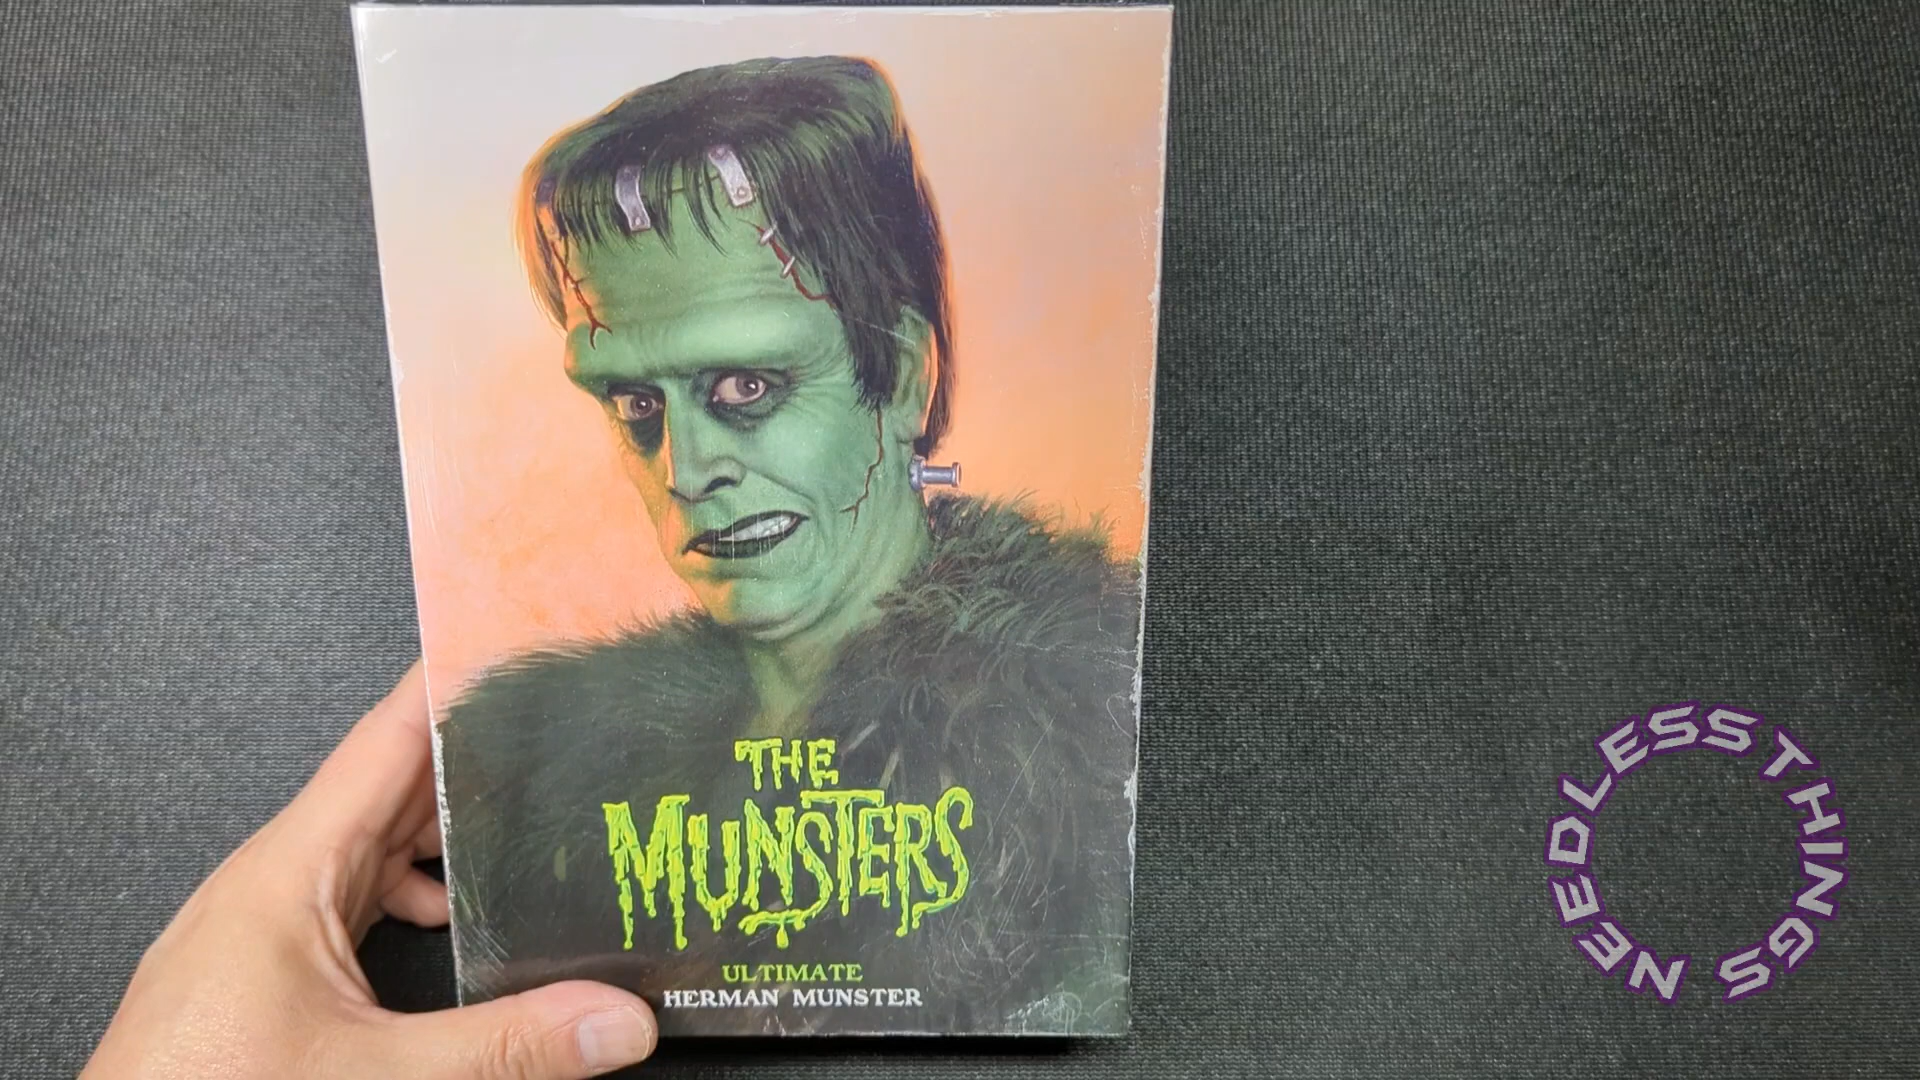 THE
MUNSTERS
ULTIMATE
HERMAN MUNSTER
NEEDLESS THINGS